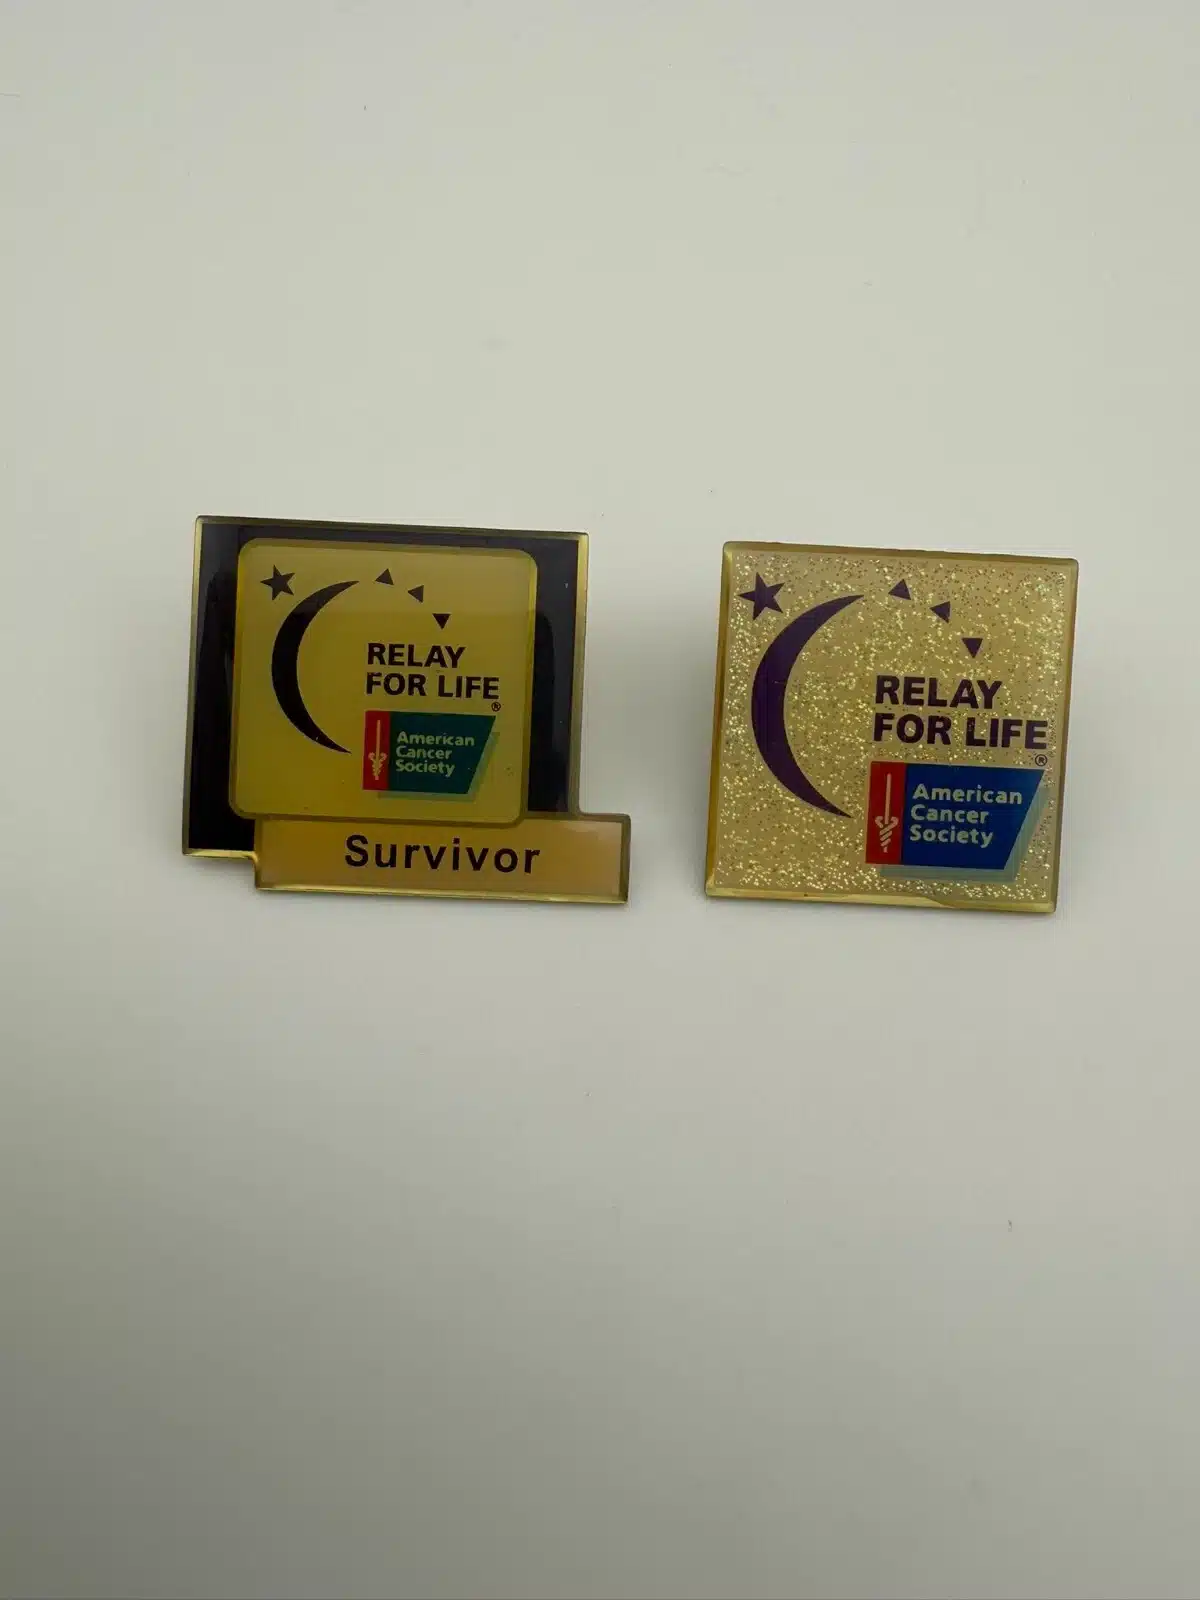 RELAY
FOR LIFE
®
American
Cancer
Society
Survivor
RELAY
FOR LIFE
®
American
Cancer
Society